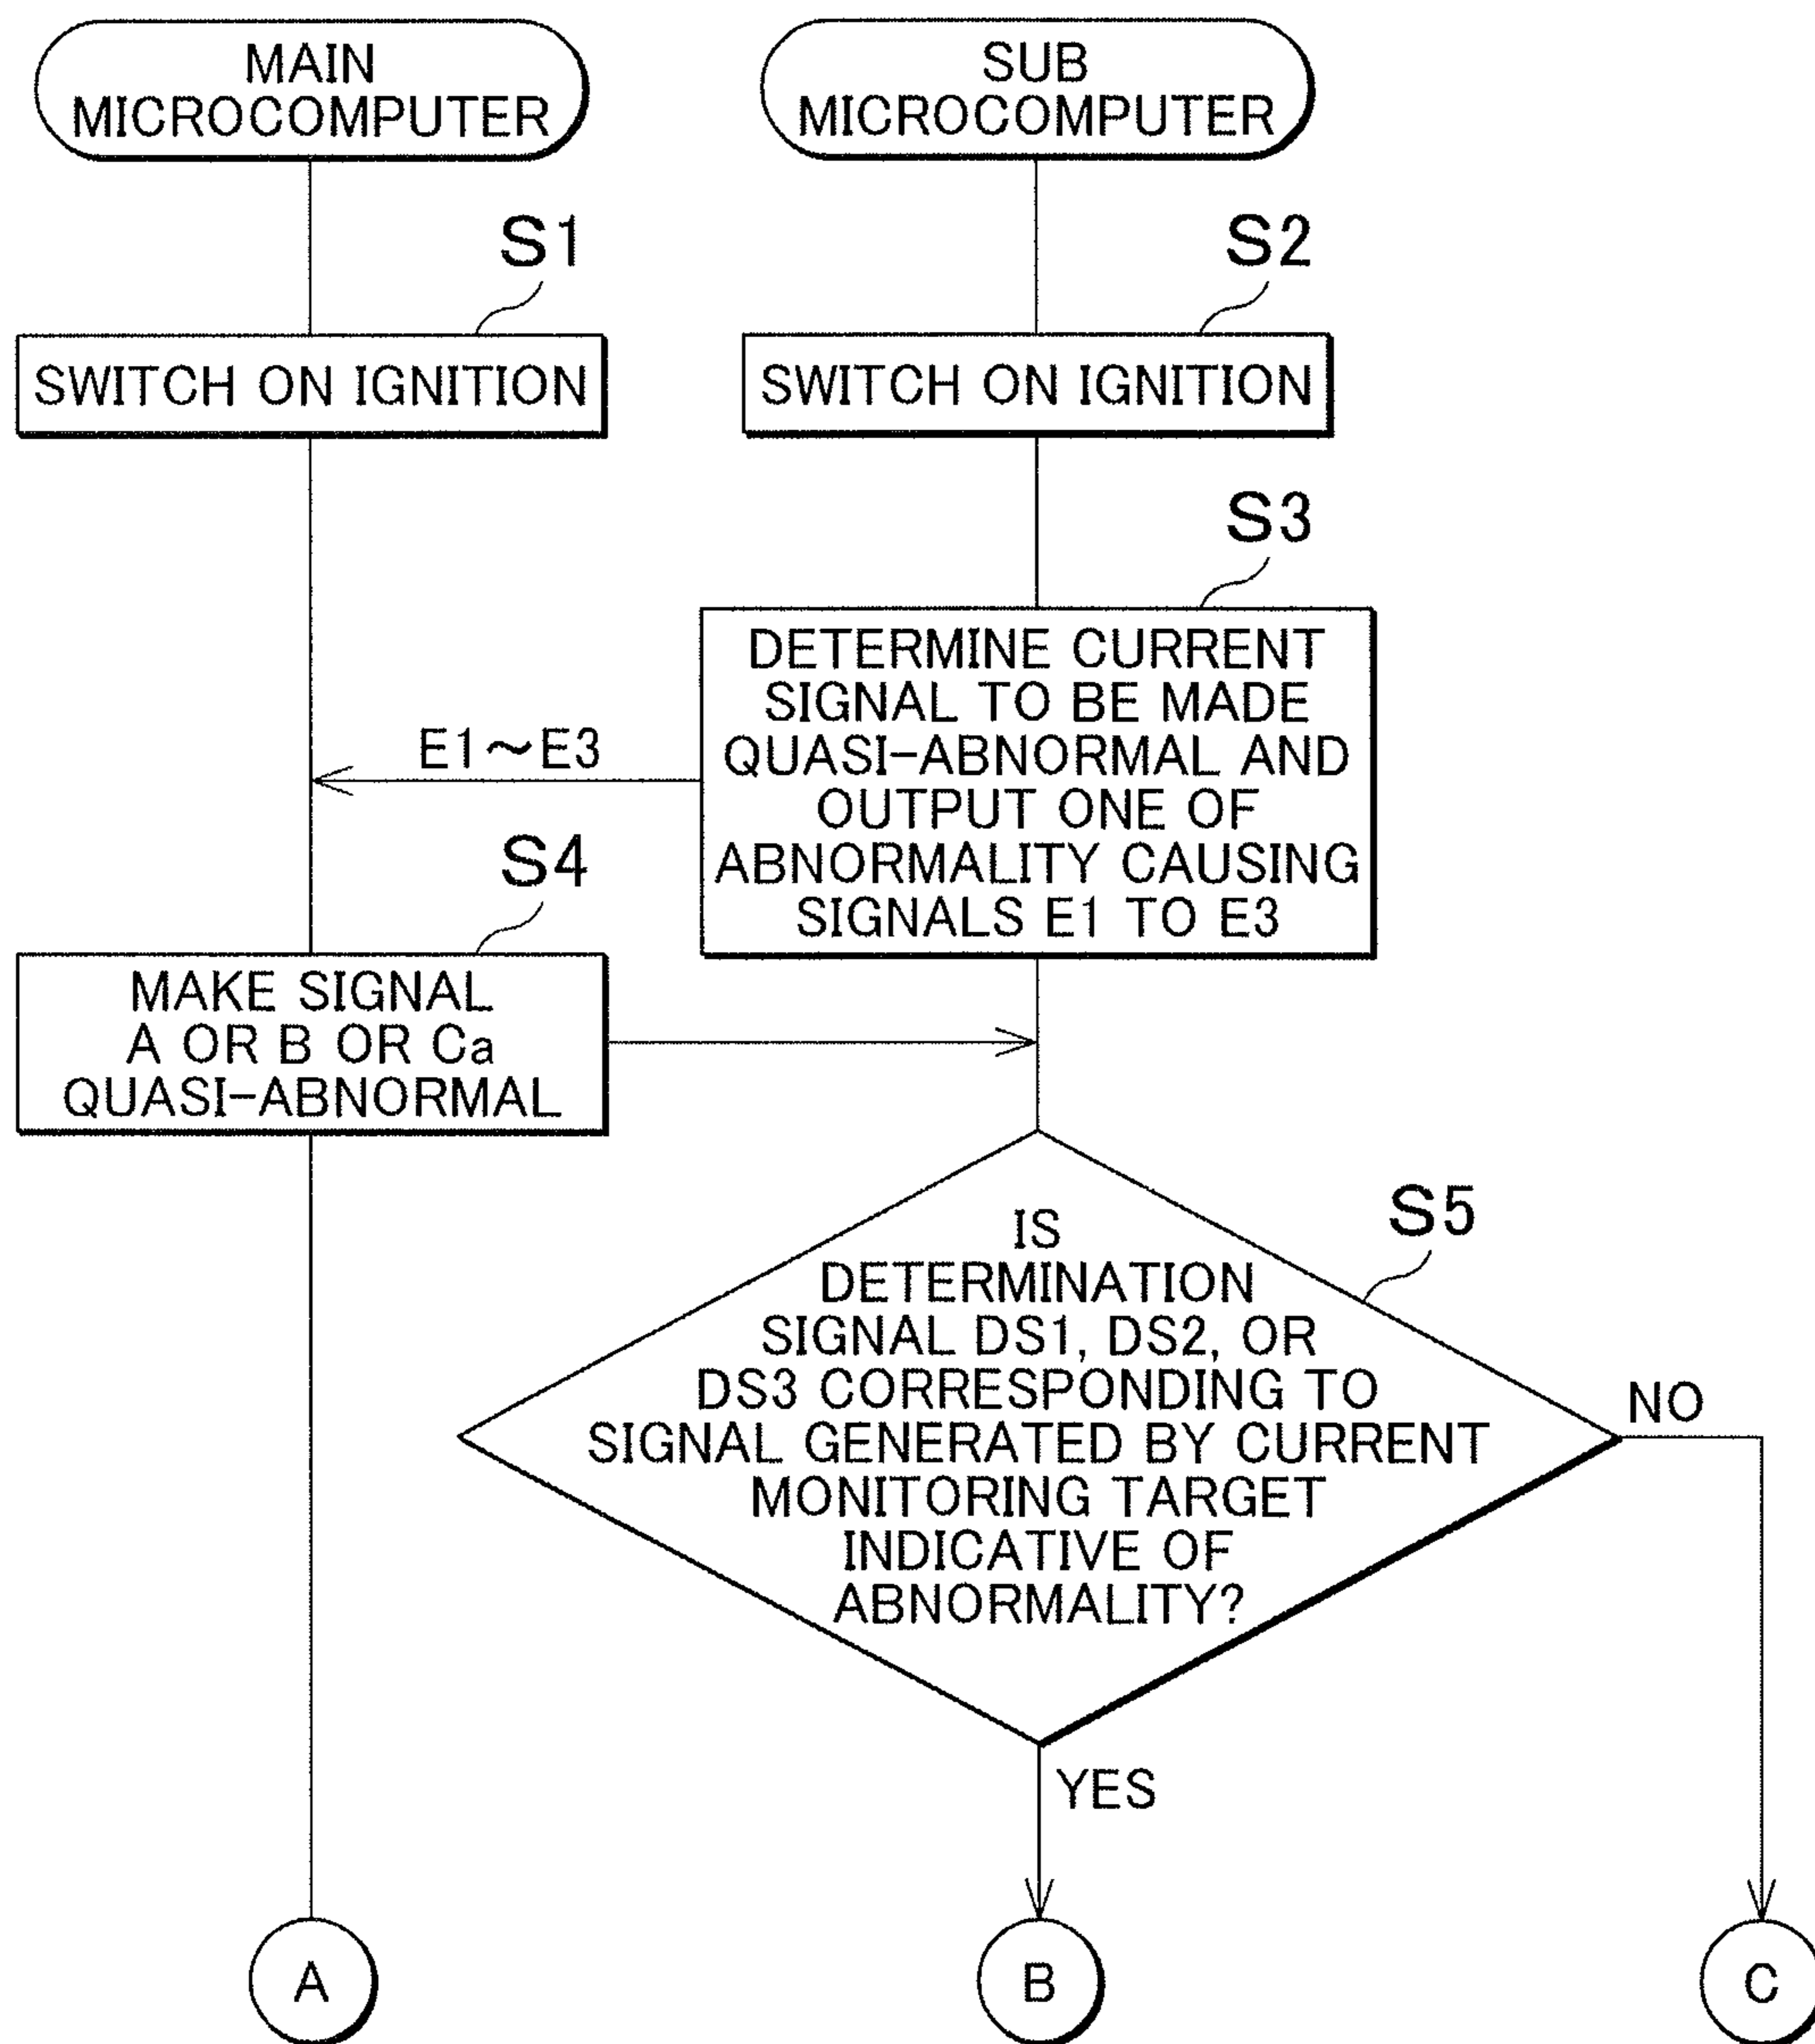 MAIN
MICROCOMPUTER
SUB
MICROCOMPUTER
S1
S2
SWITCH ON IGNITION
SWITCH ON IGNITION
S3
DETERMINE CURRENT
SIGNAL TO BE MADE
QUASI-ABNORMAL AND
OUTPUT ONE OF
ABNORMALITY CAUSING
SIGNALS E1 TO E3
E1～E3
S4
MAKE SIGNAL
A OR B OR Ca
QUASI-ABNORMAL
S5
IS
DETERMINATION
SIGNAL DS1, DS2, OR
DS3 CORRESPONDING TO
SIGNAL GENERATED BY CURRENT
MONITORING TARGET
INDICATIVE OF
ABNORMALITY?
NO
YES
A
B
C